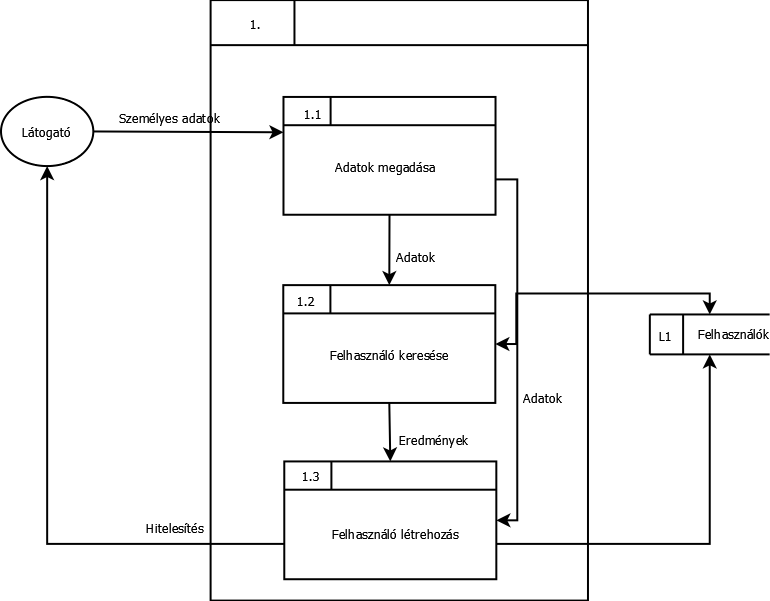 1.
Személyes adatok
Látogató
1.1
Adatok megadása
Adatok
1.2
Felhasználó keresése
L1
Felhasználók
Adatok
Eredmények
1.3
Felhasználó létrehozás
Hitelesítés